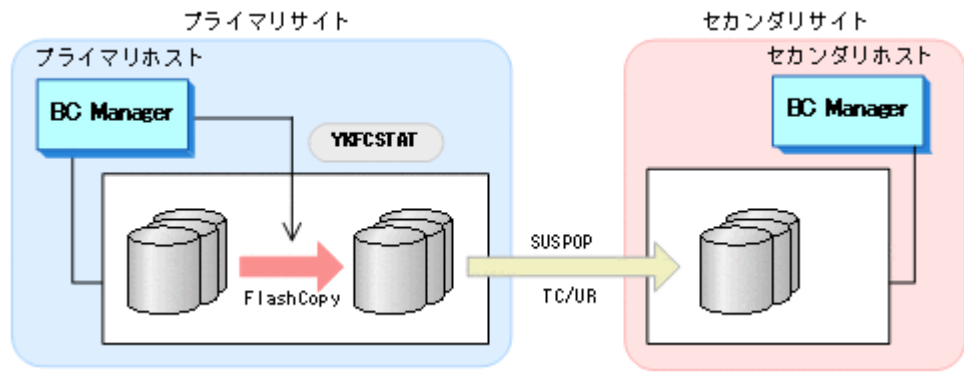 プライマリサイト
セカンダリサイト
プライマリホスト
セカンダリホスト
BC Manager
BC Manager
YKFCSTAT
SUSPOP
FlashCopy
TC/UR